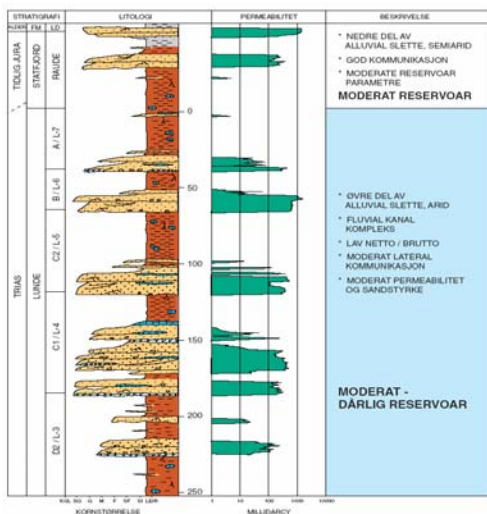 STRATIGRAFI
LITOLOGI
PERMEABILITET
BESKRIVELSE
ALDER
FM
LD
TIDLIG JURA
STATFJORD
RAUDE
* NEDRE DEL AV
ALLUVIAL SLETTE, SEMIARID
* GOD KOMMUNIKASJON
* MODERATE RESERVOAR
PARAMETRE
MODERAT RESERVOAR
TRIAS
LUNDE
A / L-7
B / L-6
C2 / L-5
C1 / L-4
D2 / L-3
0
50
100
150
200
250
* ØVRE DEL AV
ALLUVIAL SLETTE, ARID
* FLUVIAL KANAL
KOMPLEKS
* LAV NETTO / BRUTTO
* MODERAT LATERAL
KOMMUNIKASJON
* MODERAT PERMEABILITET
OG SANDSTYRKE
MODERAT -
DÅRLIG RESERVOAR
1 10 100 1000
KORNSTØRRELSE
MILLIDARCY